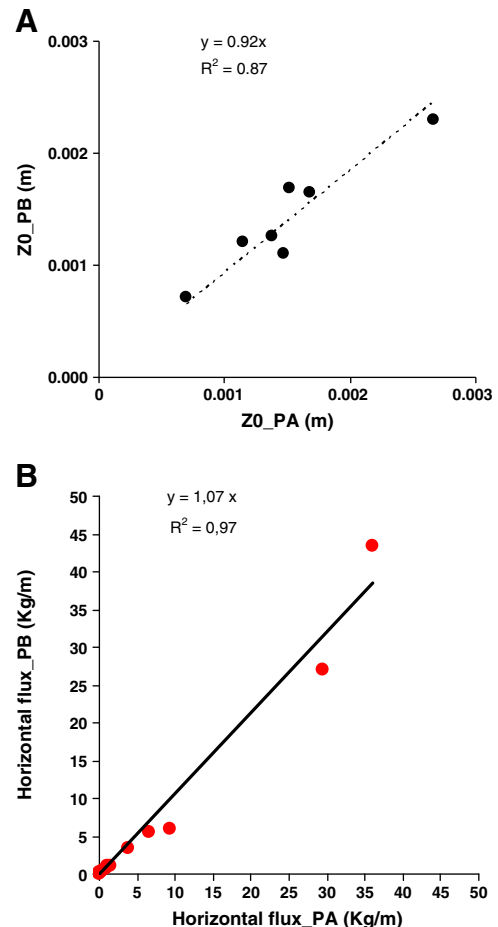 A
y = 0.92x
R² = 0.87
0.003
0.002
0.001
0.000
Z0_PB (m)
0 0.001 0.002 0.003
Z0_PA (m)
B
y = 1,07 x
R² = 0,97
50
45
40
35
30
25
20
15
10
5
0
Horizontal flux_PB (Kg/m)
0 5 10 15 20 25 30 35 40 45 50
Horizontal flux_PA (Kg/m)